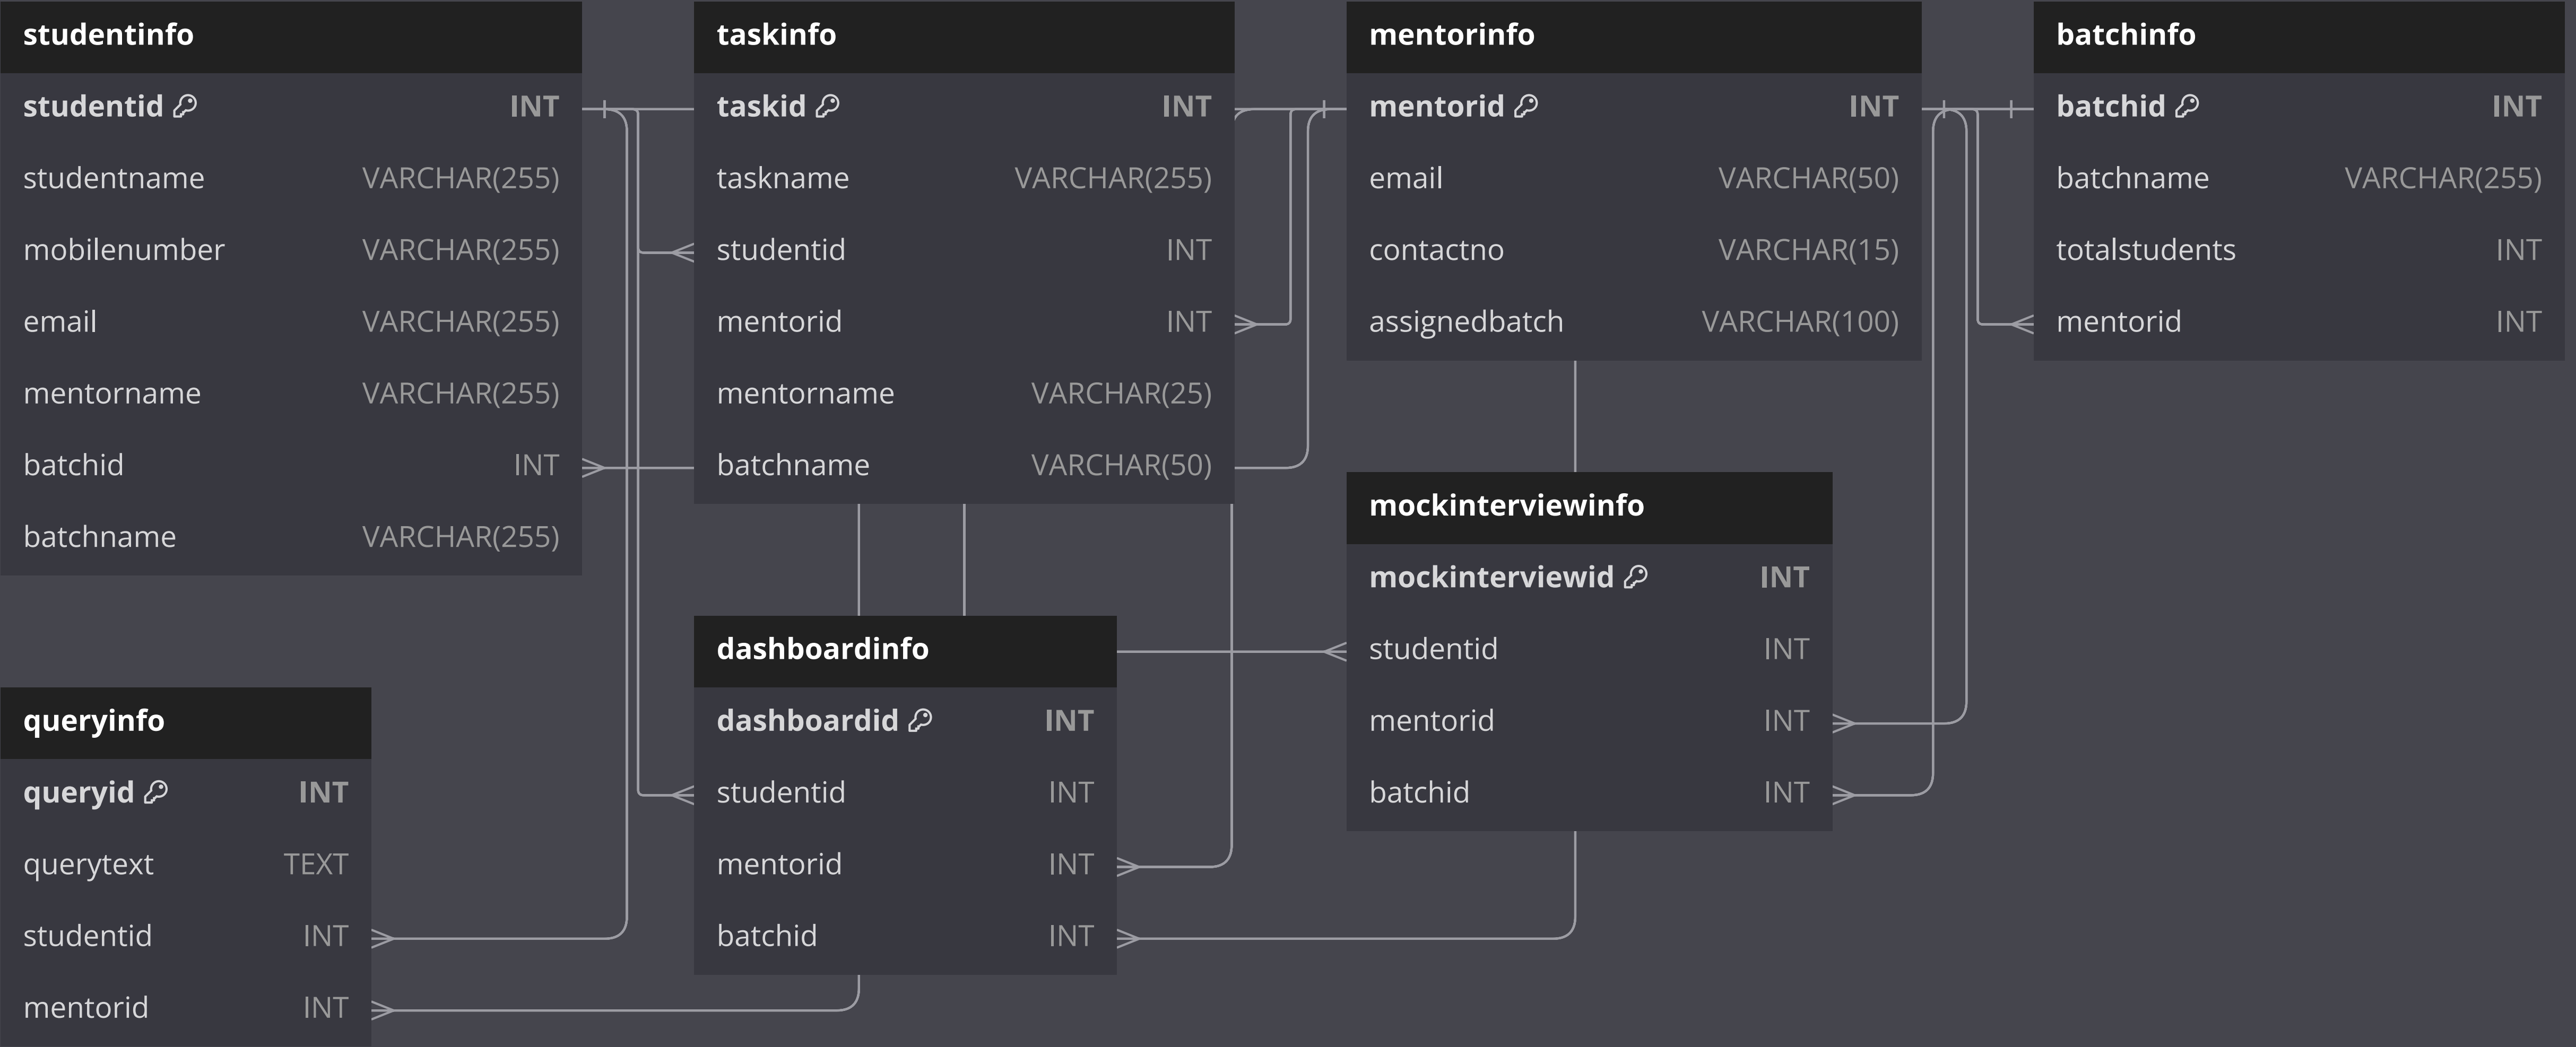 studentinfo
studentid INT
studentname VARCHAR(255)
mobilenumber VARCHAR(255)
email VARCHAR(255)
mentorname VARCHAR(255)
batchid INT
batchname VARCHAR(255)
taskinfo
taskid INT
taskname VARCHAR(255)
studentid INT
mentorid INT
mentorname VARCHAR(25)
batchname VARCHAR(50)
mentorinfo
mentorid INT
email VARCHAR(50)
contactno VARCHAR(15)
assignedbatch VARCHAR(100)
batchinfo
batchid INT
batchname VARCHAR(255)
totalstudents INT
mentorid INT
mockinterviewinfo
mockinterviewid INT
studentid INT
mentorid INT
batchid INT
dashboardinfo
dashboardid INT
studentid INT
mentorid INT
batchid INT
queryinfo
queryid INT
querytext TEXT
studentid INT
mentorid INT